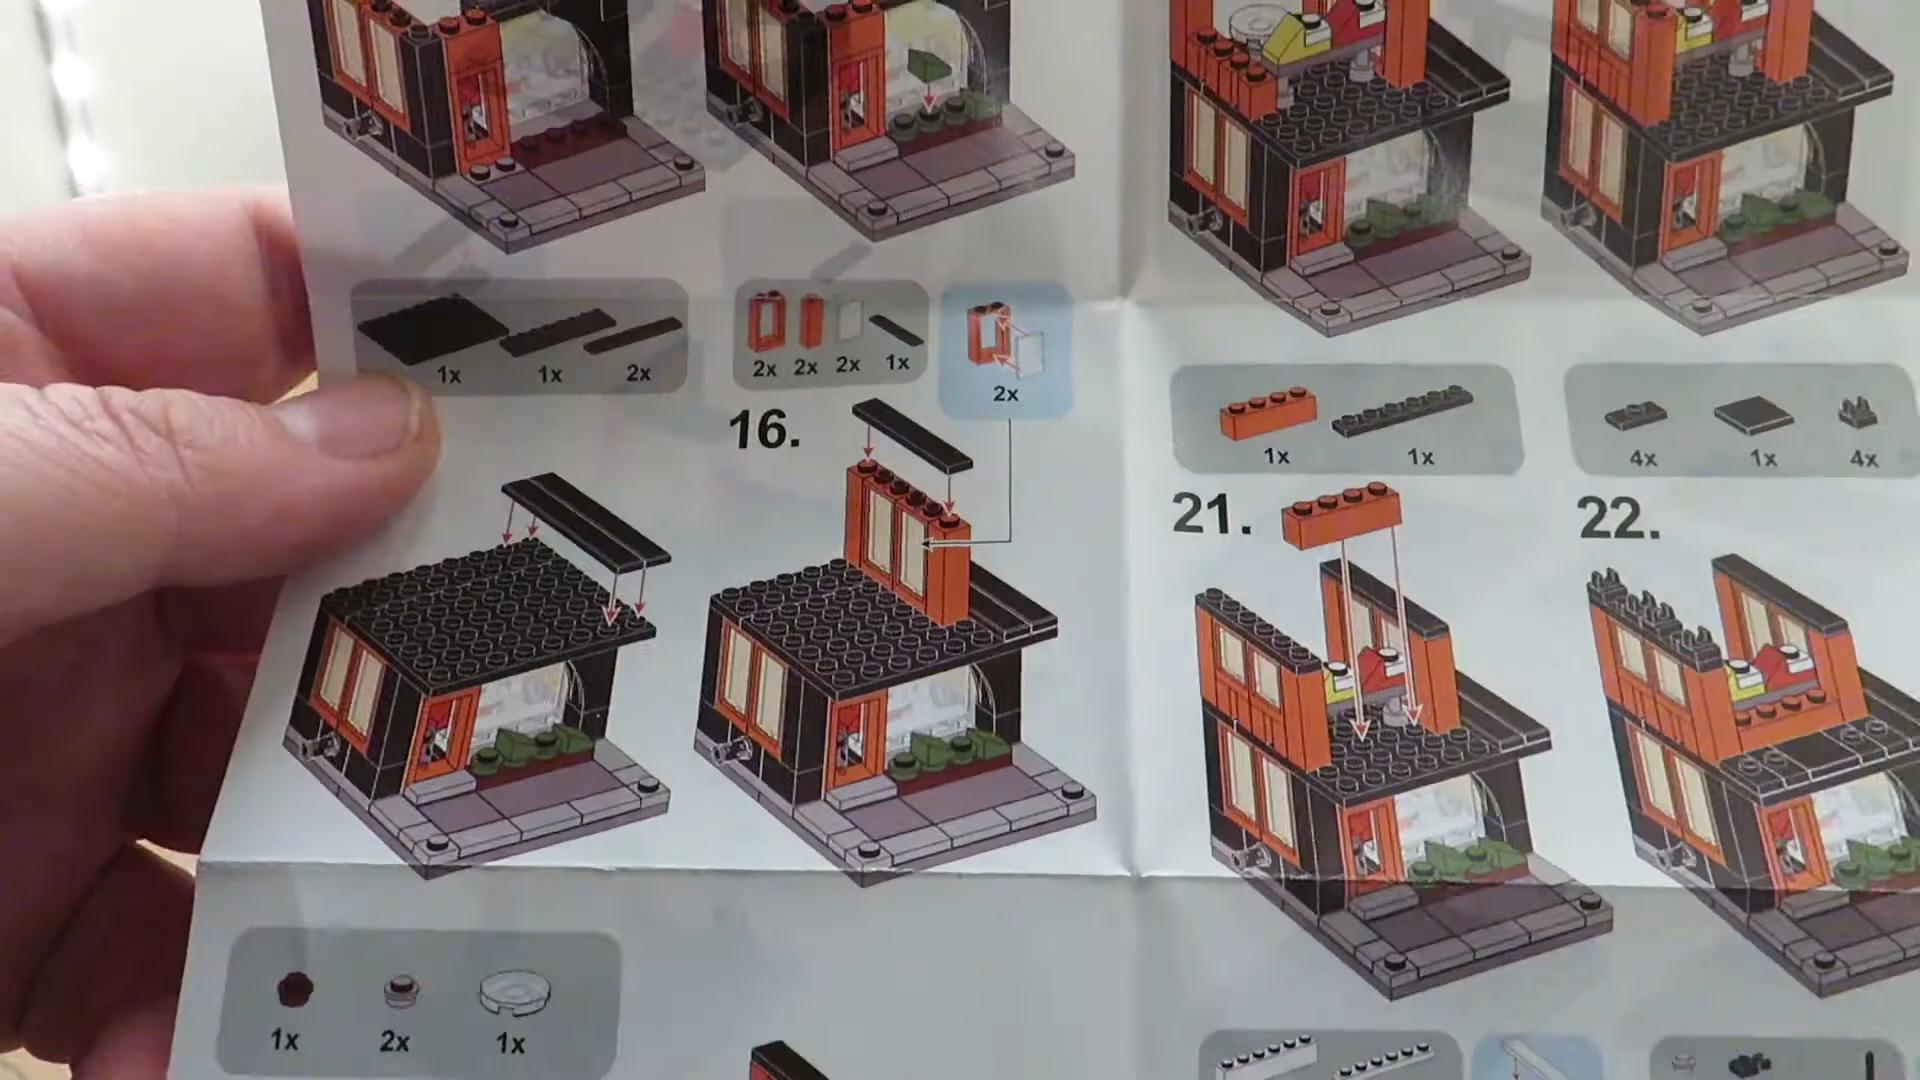 1x 1x 2x
2x 2x 2x 1x
2x
16.
1x 1x
4x 1x 4x
21.
22.
1x 2x 1x